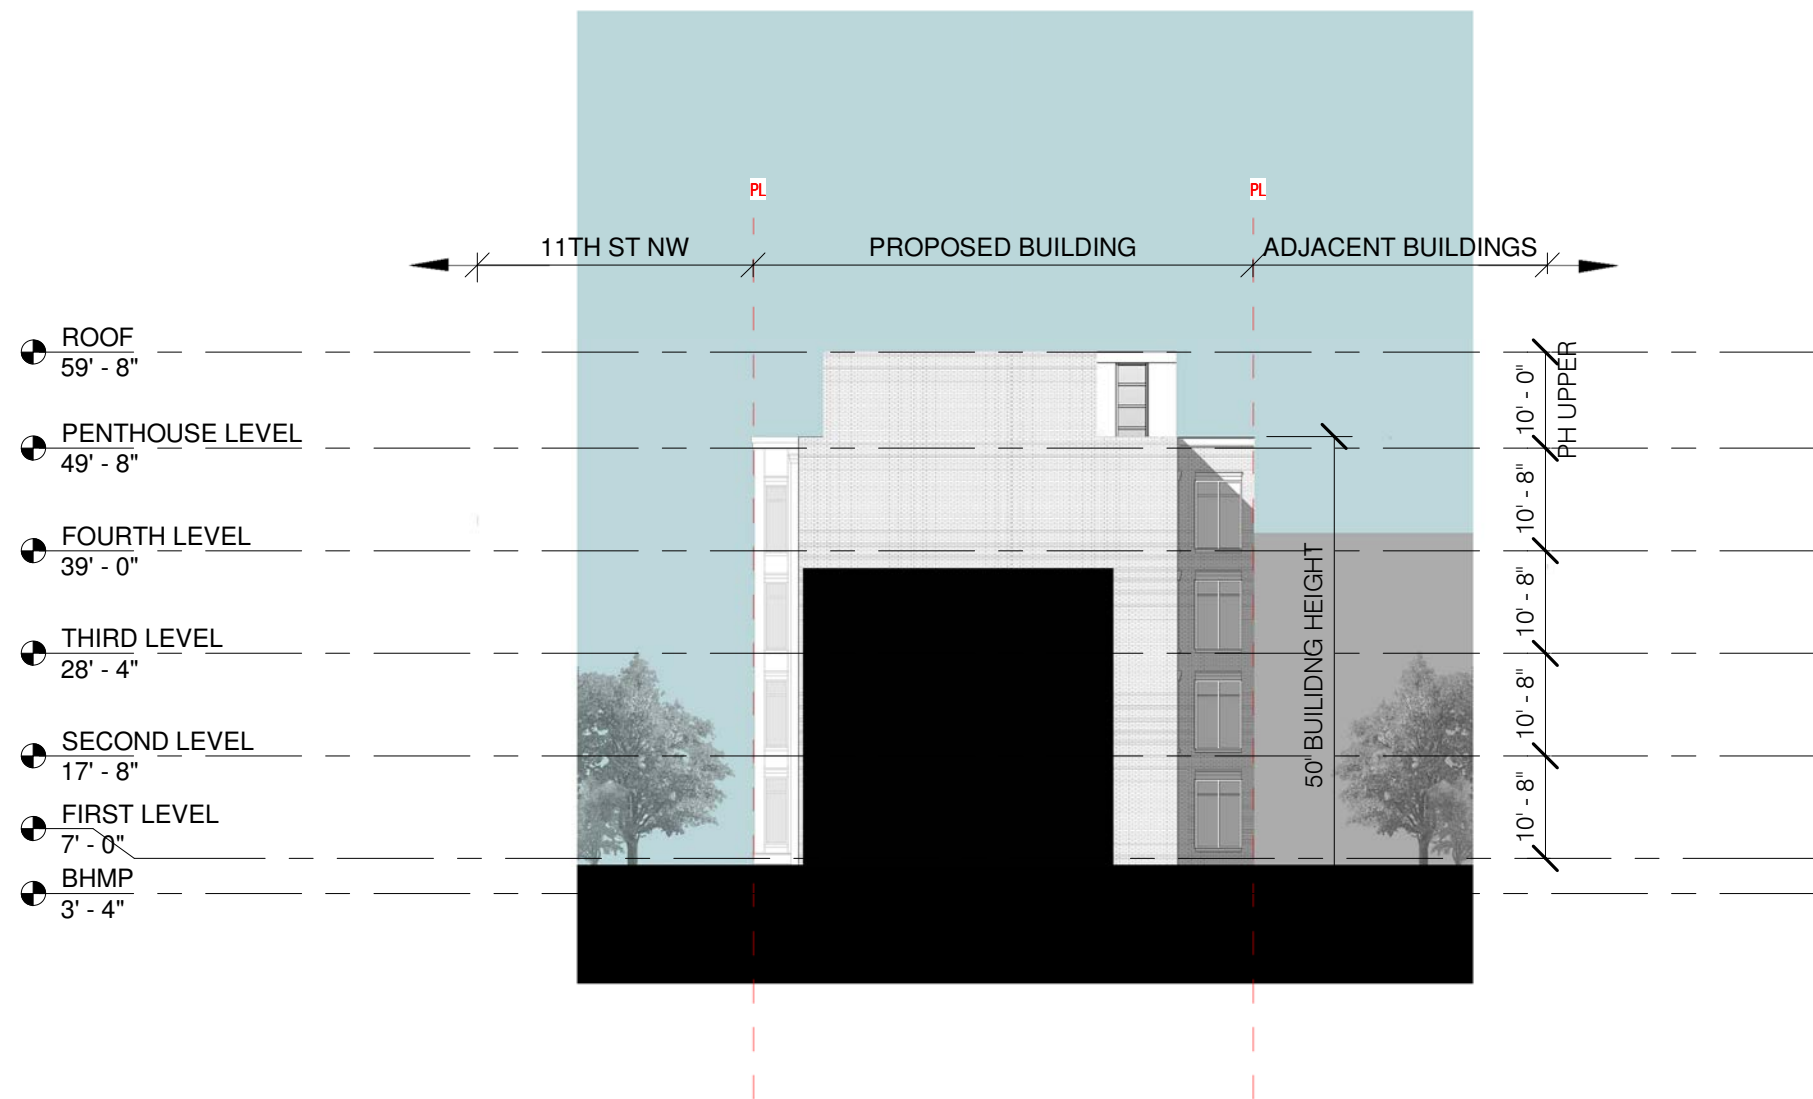 PL
PL
11TH ST NW
PROPOSED BUILDING
ADJACENT BUILDINGS
ROOF
59' - 8"
PENTHOUSE LEVEL
49' - 8"
FOURTH LEVEL
39' - 0"
THIRD LEVEL
28' - 4"
SECOND LEVEL
17' - 8"
FIRST LEVEL
7' - 0"
BHMP
3' - 4"
50' BUILIDNG HEIGHT
10' - 0"
PH UPPER
10' - 8"
10' - 8"
10' - 8"
10' - 8"